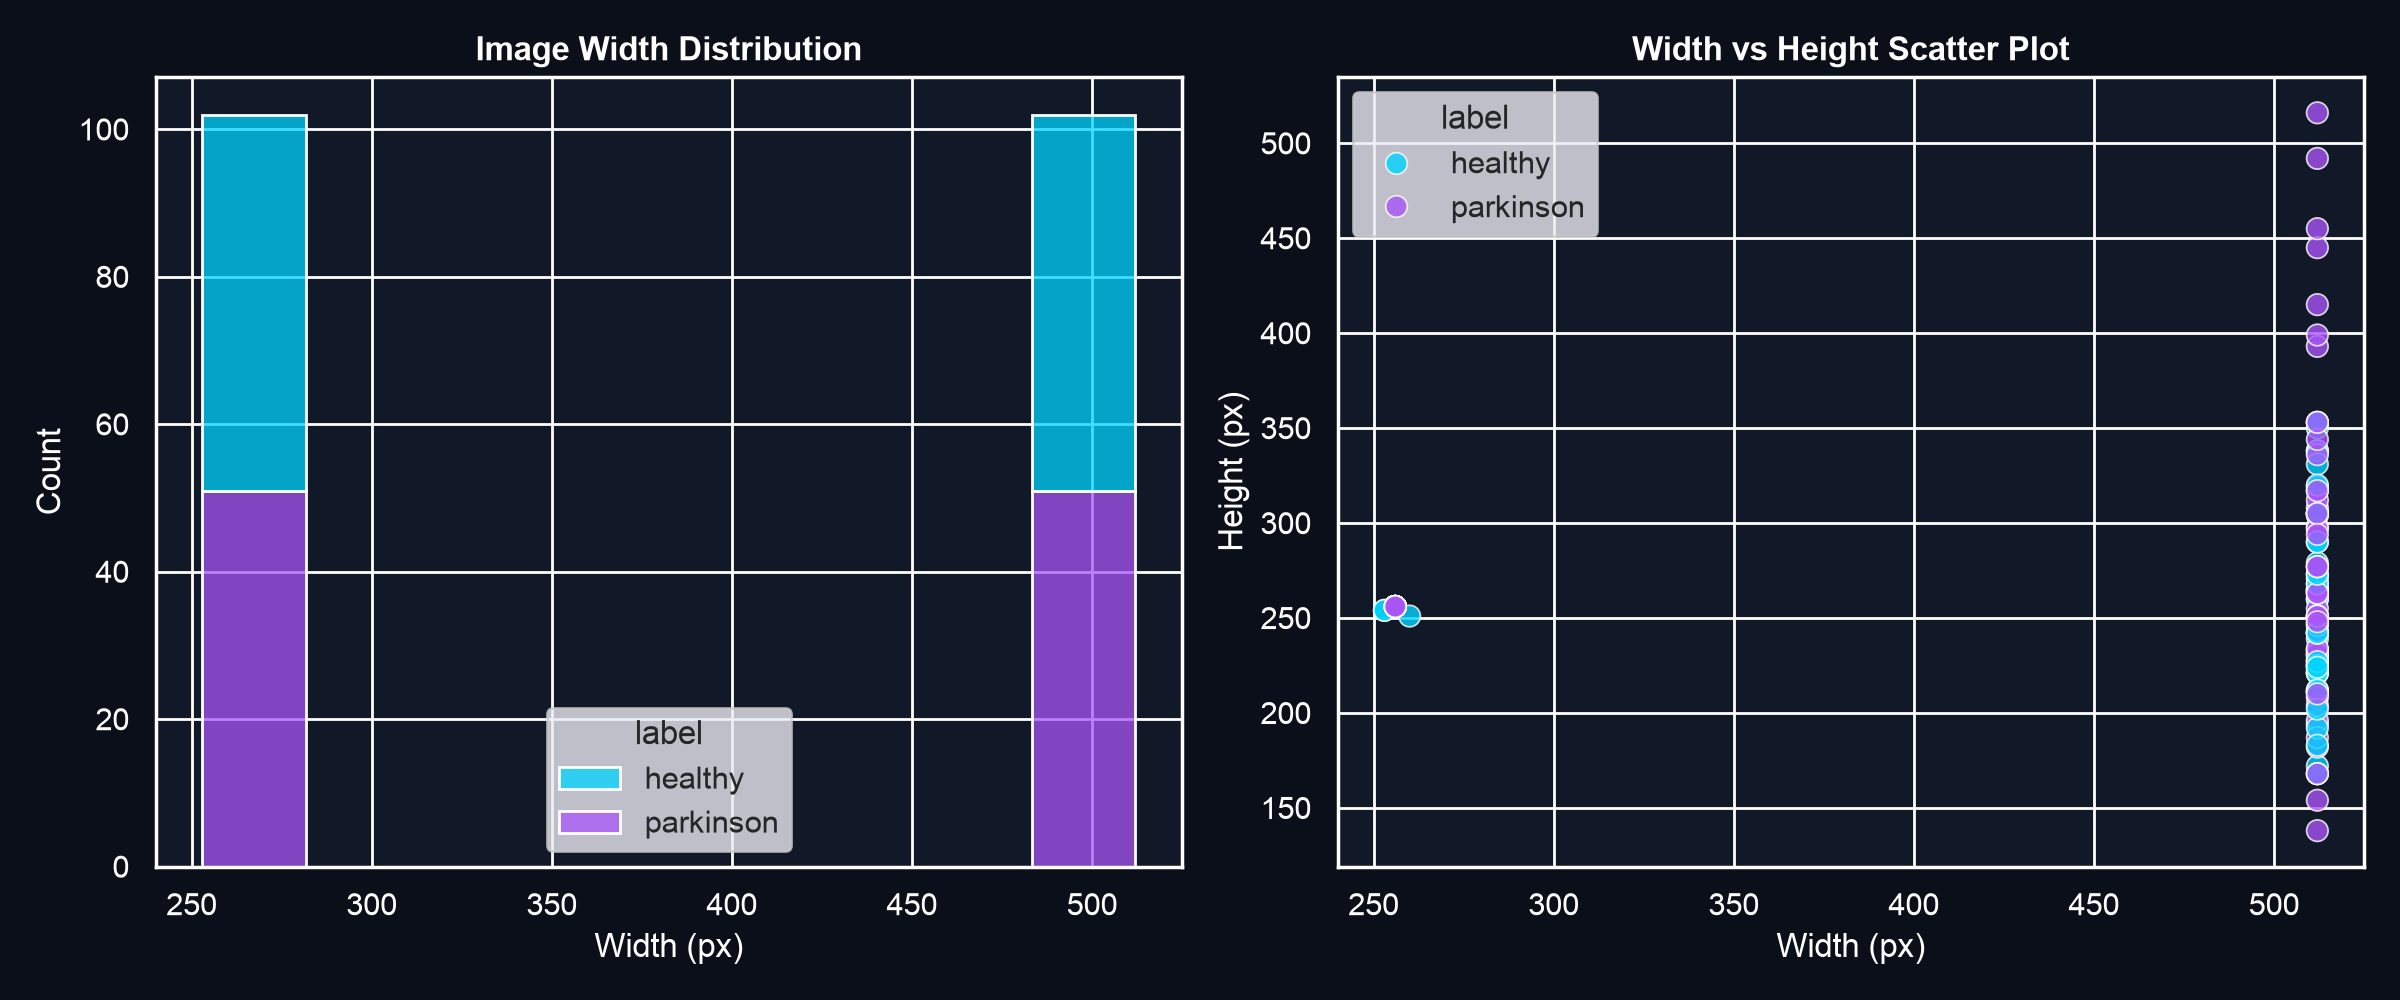 Image Width Distribution
100
80
60
40
20
0
Count
label
healthy
parkinson
250 300 350 400 450 500
Width (px)
Width vs Height Scatter Plot
label
healthy
parkinson
500
450
400
350
300
250
200
150
Height (px)
250 300 350 400 450 500
Width (px)